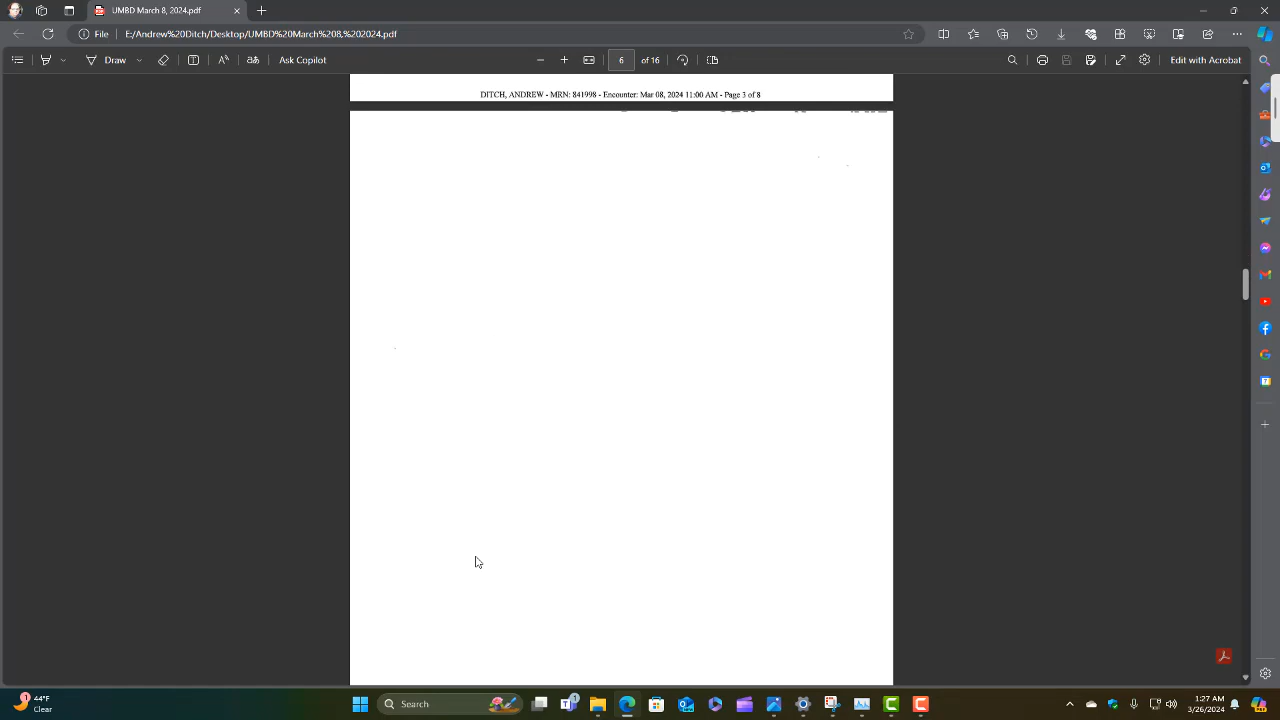 UMBD March 8, 2024.pdf
File
E:/Andrew%20Ditch/Desktop/UMBD%20March%208,%202024.pdf
Draw
Ask Copilot
6 of 16
Edit with Acrobat
DITCH, ANDREW - MRN: 841998 - Encounter: Mar 08, 2024 11:00 AM - Page 3 of 8
44°F
Clear
Search
1:27 AM
3/26/2024